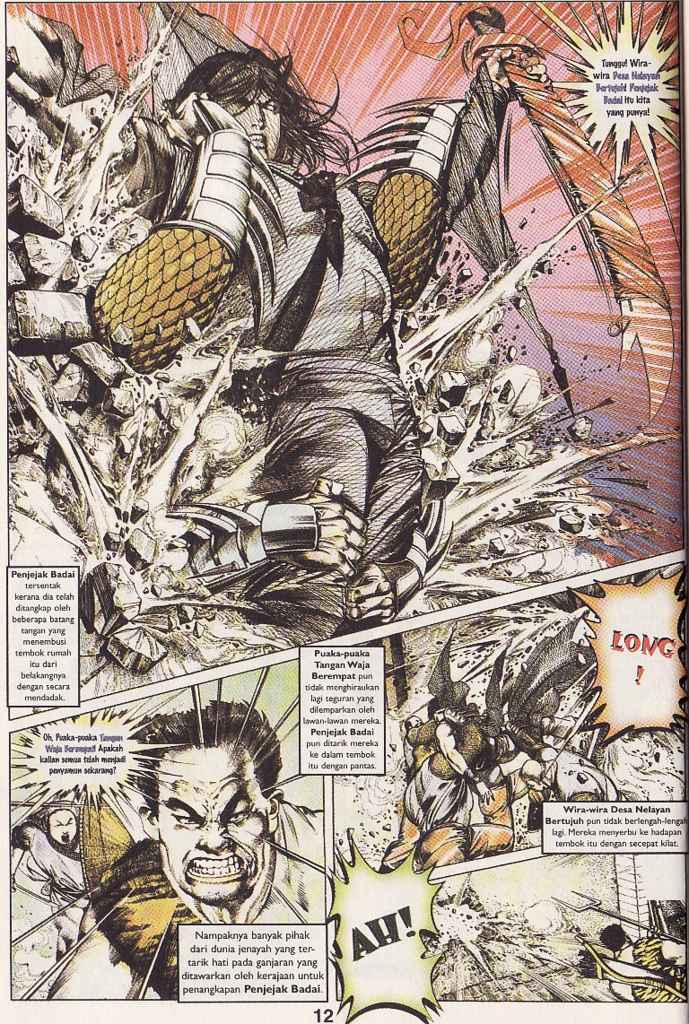 Tunggu! Wira-
wira Desa Nelayan
Bertujuh! Penjejak
Badai itu kita
yang punya!
Penjejak Badai
tersentak
kerana dia telah
ditangkap oleh
beberapa batang
tangan yang
menembusi
tembok rumah
itu dari
belakangnya
dengan secara
mendadak.
Puaka-puaka
Tangan Waja
Berempat pun
tidak menghiraukan
lagi teguran yang
dilemparkan oleh
lawan-lawan mereka.
Penjejak Badai
pun ditarik mereka
ke dalam tembok
itu dengan pantas.
LONG
!
Oh, Puaka-puaka Tangan
Waja Berempat! Apakah
kalian semua telah menjadi
penyamun sekarang?
Wira-wira Desa Nelayan
Bertujuh pun tidak berlengah-lengah
lagi. Mereka menyerbu ke hadapan
tembok itu dengan secepat kilat.
Nampaknya banyak pihak
dari dunia jenayah yang ter-
tarik hati pada ganjaran yang
ditawarkan oleh kerajaan untuk
penangkapan Penjejak Badai.
AH!
12